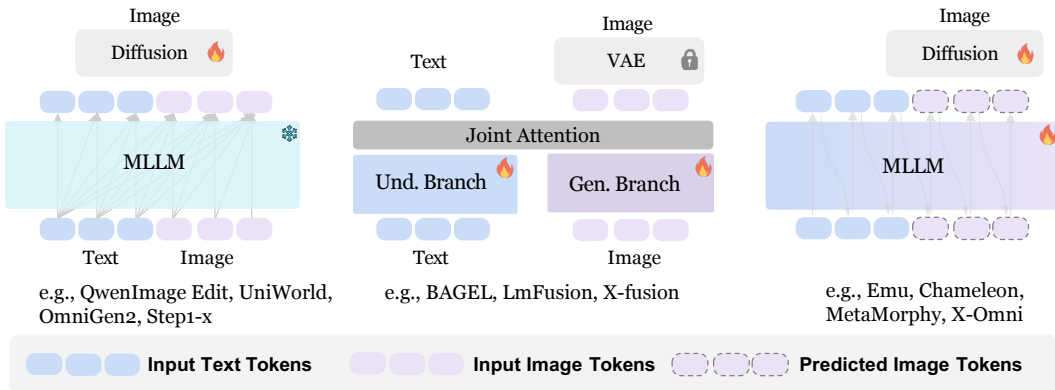 Image
Diffusion
MLLM
Text Image
e.g., QwenImage Edit, UniWorld,
OmniGen2, Step1-x
Image
Text
VAE
Joint Attention
Und. Branch
Gen. Branch
Text
Image
e.g., BAGEL, LmFusion, X-fusion
Image
Diffusion
MLLM
e.g., Emu, Chameleon,
MetaMorphy, X-Omni
Input Text Tokens
Input Image Tokens
Predicted Image Tokens